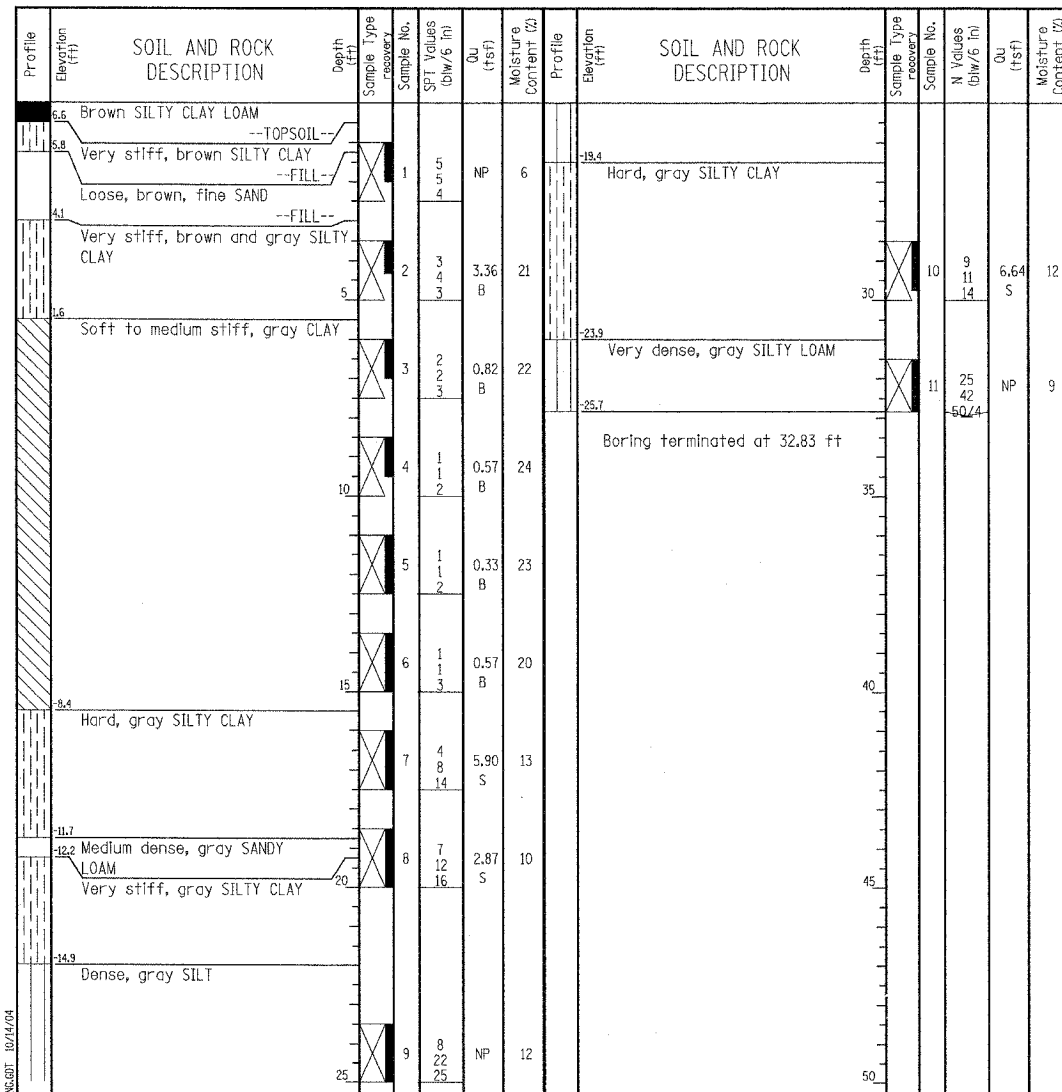 Profile
Elevation (ft)
SOIL AND ROCK DESCRIPTION
Depth (ft)
Sample Type recovery
Sample No.
SPT Values (blw/6 in)
Qu (tsf)
Moisture Content (%)
Profile
Elevation (ft)
SOIL AND ROCK DESCRIPTION
Depth (ft)
Sample Type recovery
Sample No.
N Values (blw/6 in)
Qu (tsf)
Moisture Content (%)
6.6 Brown SILTY CLAY LOAM
--TOPSOIL--
5.8
Very stiff, brown SILTY CLAY
--FILL--
1 5 5 4 NP 6
Loose, brown, fine SAND
--FILL--
4.1
Very stiff, brown and gray SILTY
CLAY
2 3 4 3 3.36 B 21
5
1.6
Soft to medium stiff, gray CLAY
3 2 2 3 0.82 B 22
4 1 1 2 0.57 B 24
10
5 1 1 2 0.33 B 23
6 1 1 3 0.57 B 20
15
-8.4
Hard, gray SILTY CLAY
7 4 8 14 5.90 S 13
-11.7
-12.2 Medium dense, gray SANDY
LOAM
8 7 12 16 2.87 S 10
20
Very stiff, gray SILTY CLAY
-14.9
Dense, gray SILT
9 8 22 25 NP 12
25
-19.4
Hard, gray SILTY CLAY
10 9 11 14 6.64 S 12
30
-23.9
Very dense, gray SILTY LOAM
11 25 42 50/4 NP 9
-25.7
Boring terminated at 32.83 ft
35
40
45
50
NG.GDT 10/14/04